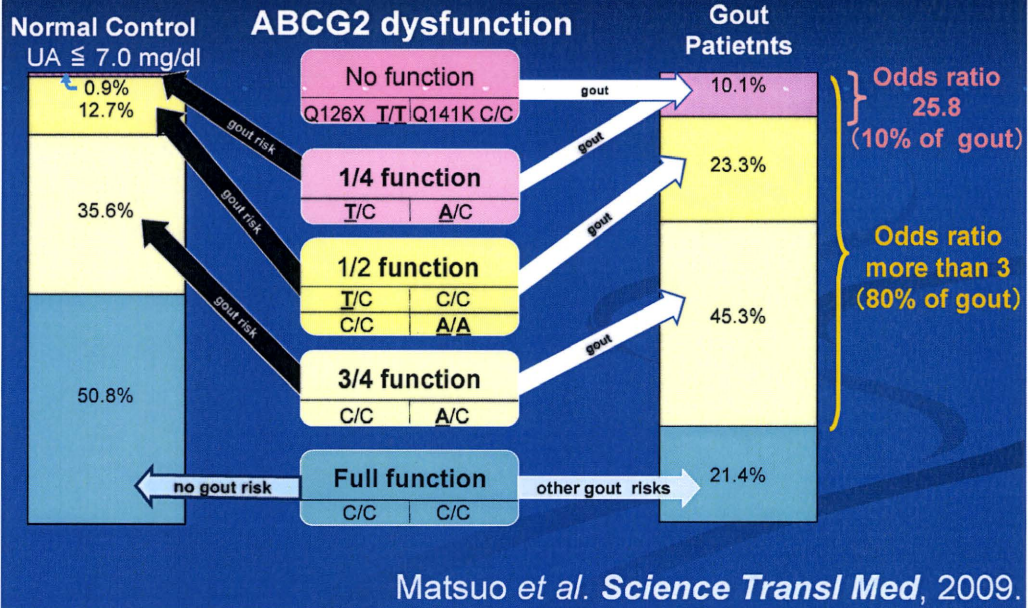 ABCG2 dysfunction
Normal Control
UA ≦ 7.0 mg/dl
0.9%
12.7%
35.6%
50.8%
No function
Q126X T/T Q141K C/C
1/4 function
T/C A/C
1/2 function
T/C C/C
C/C A/A
3/4 function
C/C A/C
Full function
C/C C/C
gout risk
gout risk
gout risk
no gout risk
gout
gout
gout
gout
other gout risks
Gout
Patietnts
10.1%
23.3%
45.3%
21.4%
Odds ratio
25.8
(10% of gout)
Odds ratio
more than 3
(80% of gout)
Matsuo et al. Science Transl Med, 2009.